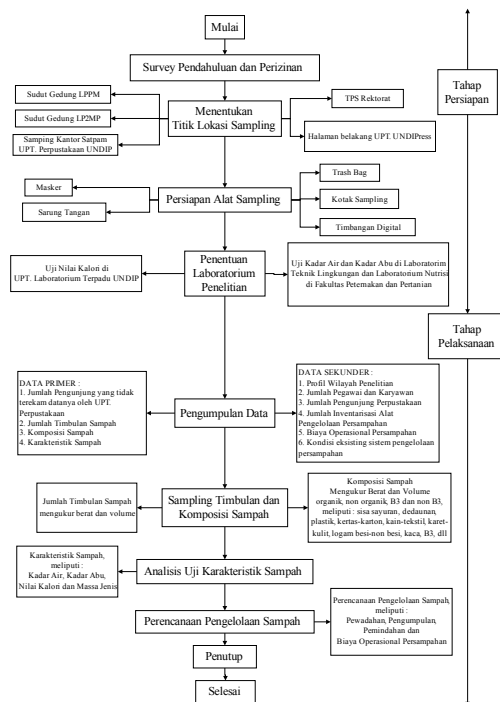 Mulai
Survey Pendahuluan dan Perizinan
Sudut Gedung LPPM
Sudut Gedung LP2MP
Samping Kantor Satpam
UPT. Perpustakaan UNDIP
Menentukan
Titik Lokasi Sampling
TPS Rektorat
Halaman belakang UPT. UNDIPress
Tahap
Persiapan
Masker
Sarung Tangan
Persiapan Alat Sampling
Trash Bag
Kotak Sampling
Timbangan Digital
Uji Nilai Kalori di
UPT. Laboratorium Terpadu UNDIP
Penentuan
Laboratorium
Penelitian
Uji Kadar Air dan Kadar Abu di Laboratorim
Teknik Lingkungan dan Laboratorium Nutrisi
di Fakultas Peternakan dan Pertanian
Tahap
Pelaksanaan
DATA PRIMER :
1. Jumlah Pengunjung yang tidak
terekam datanya oleh UPT.
Perpustakaan
2. Jumlah Timbulan Sampah
3. Komposisi Sampah
4. Karakteristik Sampah
Pengumpulan Data
DATA SEKUNDER :
1. Profil Wilayah Penelitian
2. Jumlah Pegawai dan Karyawan
3. Jumlah Pengunjung Perpustakaan
4. Jumlah Inventarisasi Alat
Pengelolaan Persampahan
5. Biaya Operasional Persampahan
6. Kondisi eksisting sistem pengelolaan
persampahan
Jumlah Timbulan Sampah
mengukur berat dan volume
Sampling Timbulan dan
Komposisi Sampah
Komposisi Sampah
Mengukur Berat dan Volume
organik, non organik, B3 dan non B3,
meliputi : sisa sayuran, dedaunan,
plastik, kertas-karton, kain-tekstil, karet-
kulit, logam besi-non besi, kaca, B3, dll
Karakteristik Sampah,
meliputi :
Kadar Air, Kadar Abu,
Nilai Kalori dan Massa Jenis
Analisis Uji Karakteristik Sampah
Perencanaan Pengelolaan Sampah
Perencanaan Pengelolaan Sampah,
meliputi :
Pewadahan, Pengumpulan,
Pemindahan dan
Biaya Operasional Persampahan
Penutup
Selesai